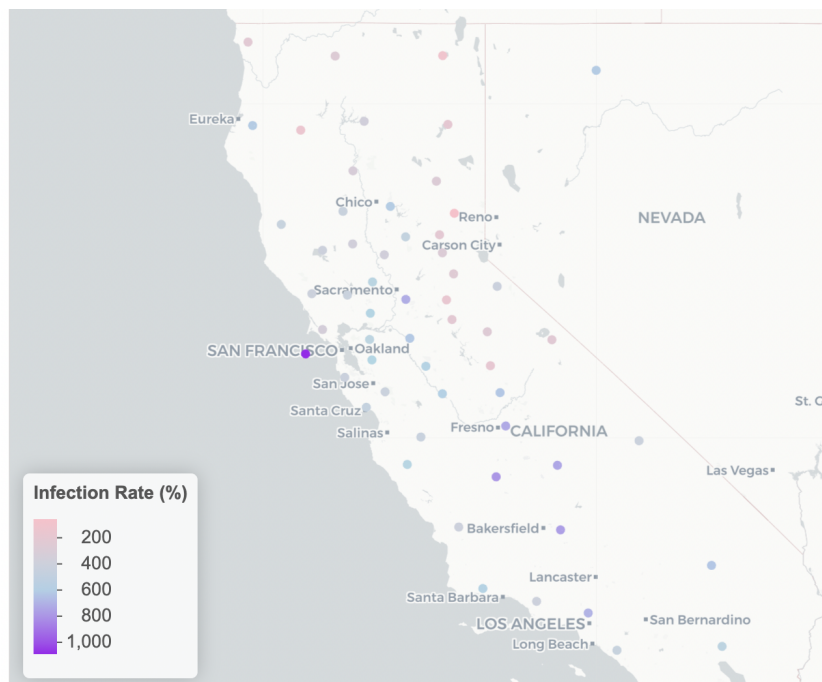 Eureka
Chico
Reno
NEVADA
Carson City
Sacramento
SAN FRANCISCO
Oakland
San Jose
St. G
Santa Cruz
Fresno
CALIFORNIA
Salinas
Las Vegas
Infection Rate (%)
200
400
600
800
1,000
Bakersfield
Lancaster
Santa Barbara
LOS ANGELES
San Bernardino
Long Beach